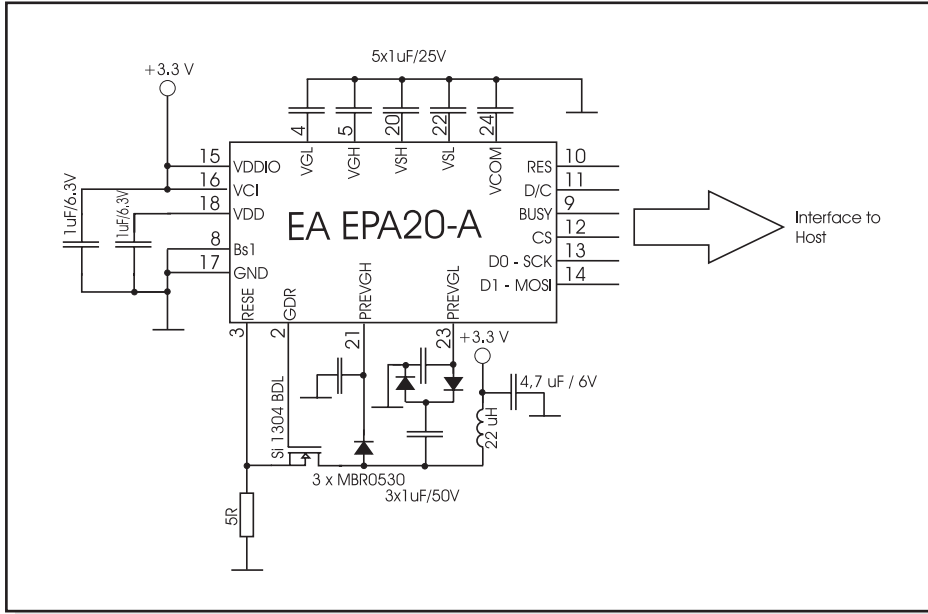 5x1uF/25V
+3.3 V
4
5
20
22
24
VGL
VGH
VSH
VSL
VCOM
15
VDDIO
16
VCI
18
VDD
8
Bs1
17
GND
1uF/6,3V
1uF/6,3V
EA EPA20-A
RES
10
D/C
11
BUSY
9
CS
12
D0 - SCK
13
D1 - MOSI
14
Interface to
Host
RESE
GDR
PREVGH
PREVGL
3
2
21
23
+3.3 V
4,7 uF / 6V
22 uH
Si 1304 BDL
3 x MBR0530
3x1uF/50V
5R